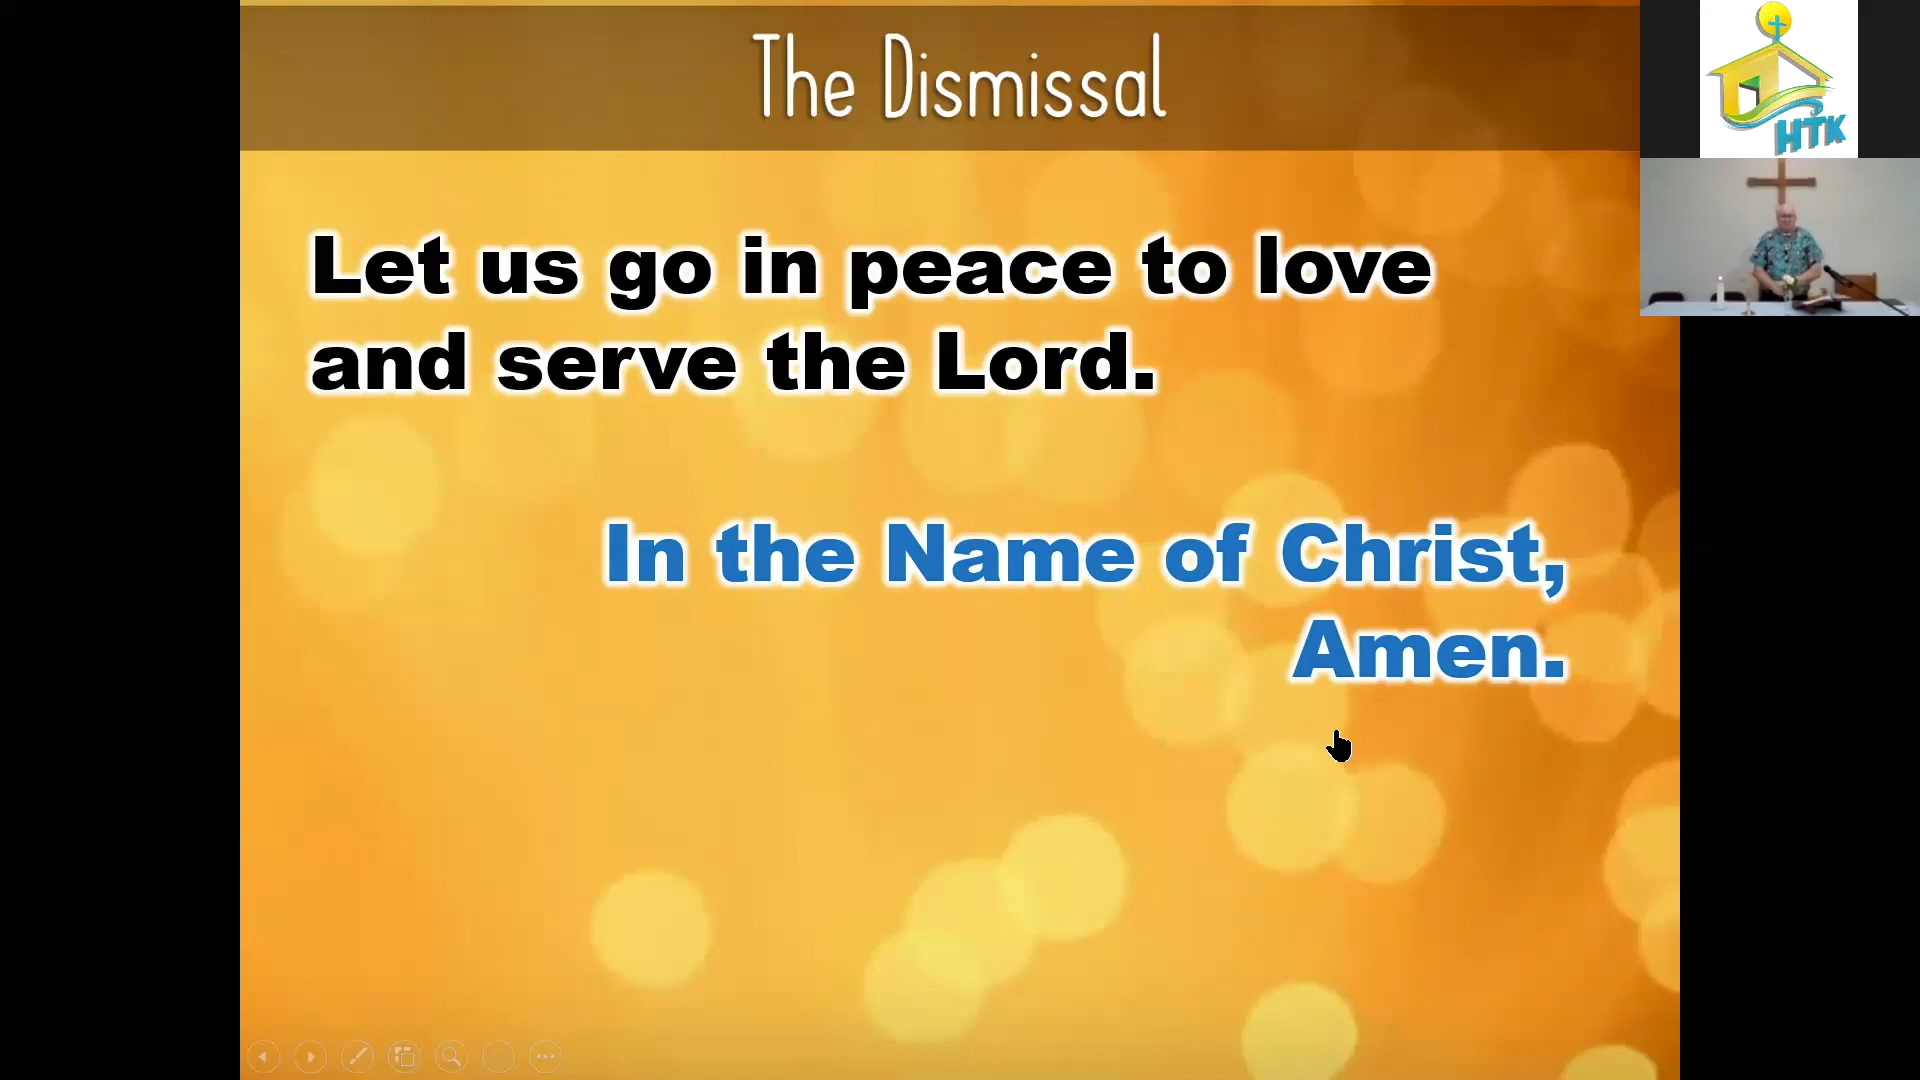 The Dismissal
HTK
Let us go in peace to love
and serve the Lord.
In the Name of Christ,
Amen.